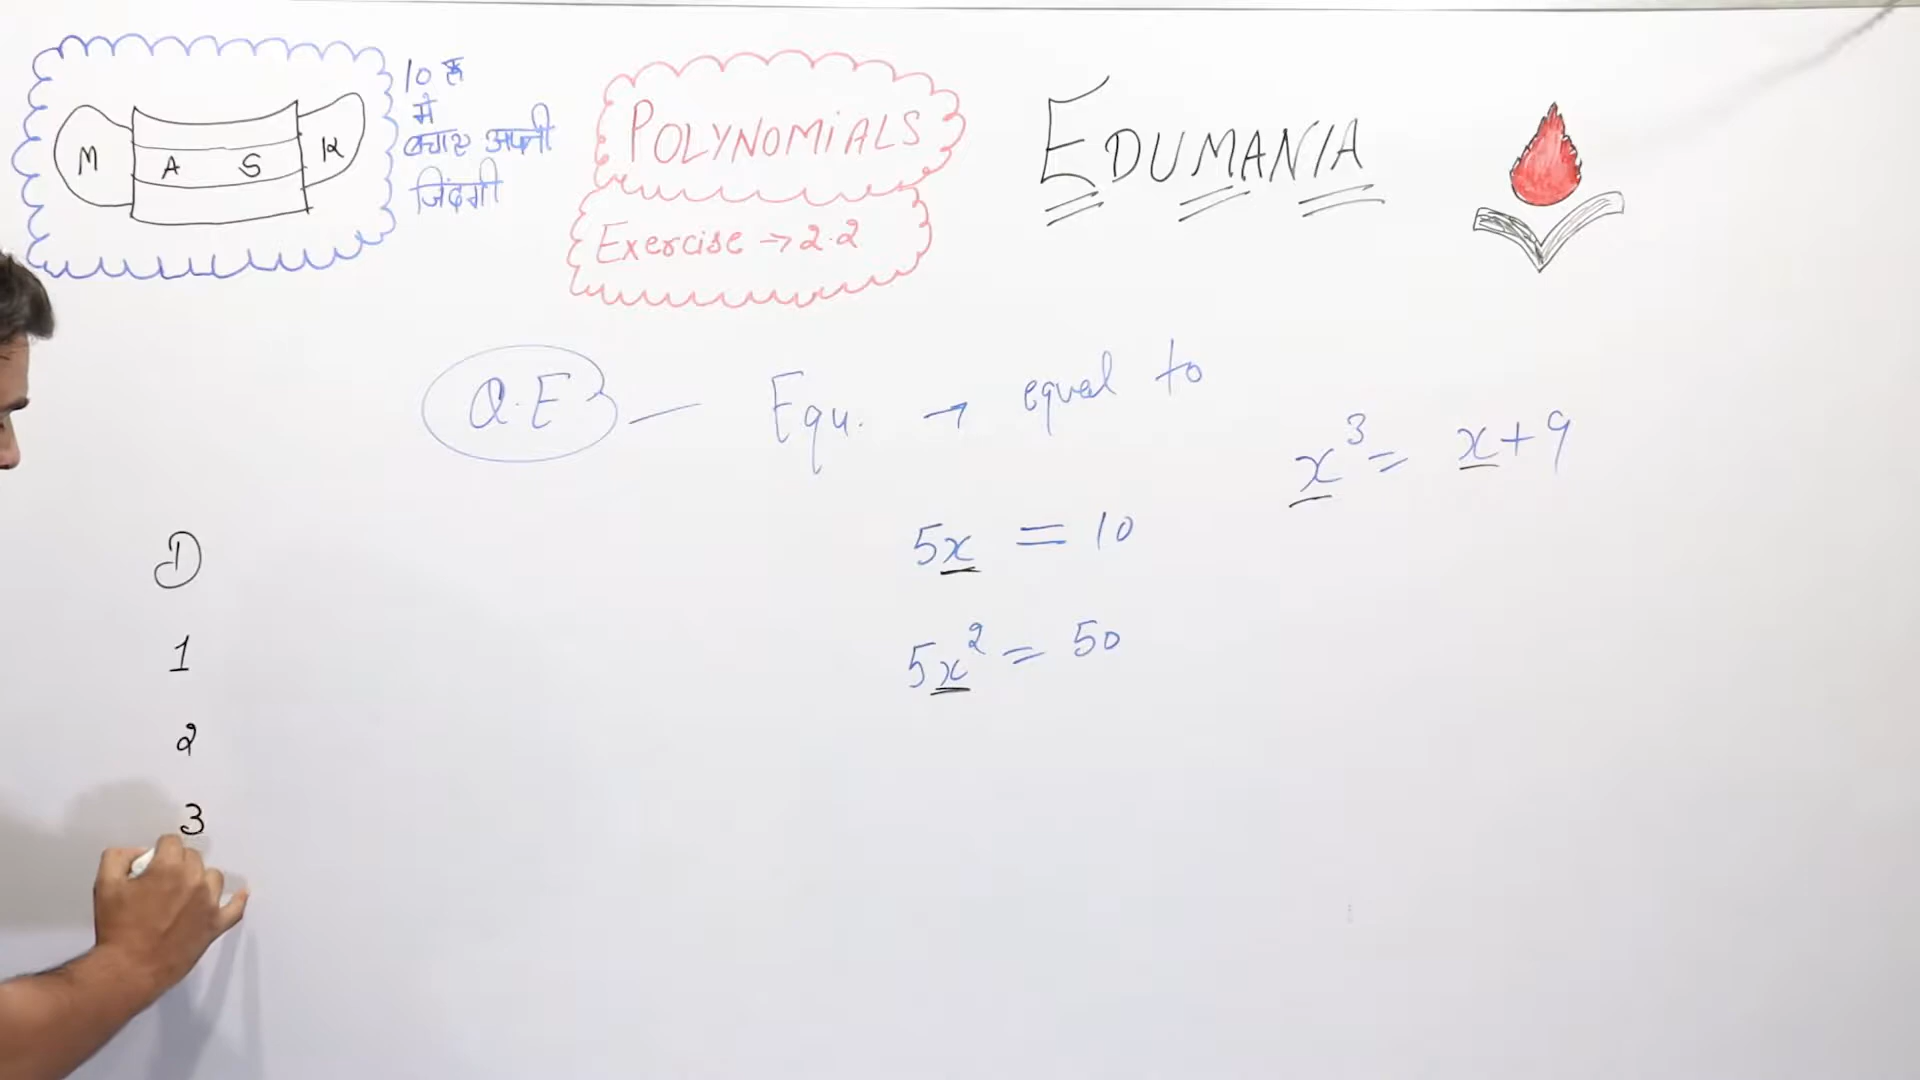 M A S K
10 रु
में
बचाए अपनी
जिंदगी
POLYNOMiALS
Exercise → 2.2
EDUMANIA
Q.E — Equ. → equal to
x³ = x + 9
5x = 10
5x² = 50
D
1
2
3